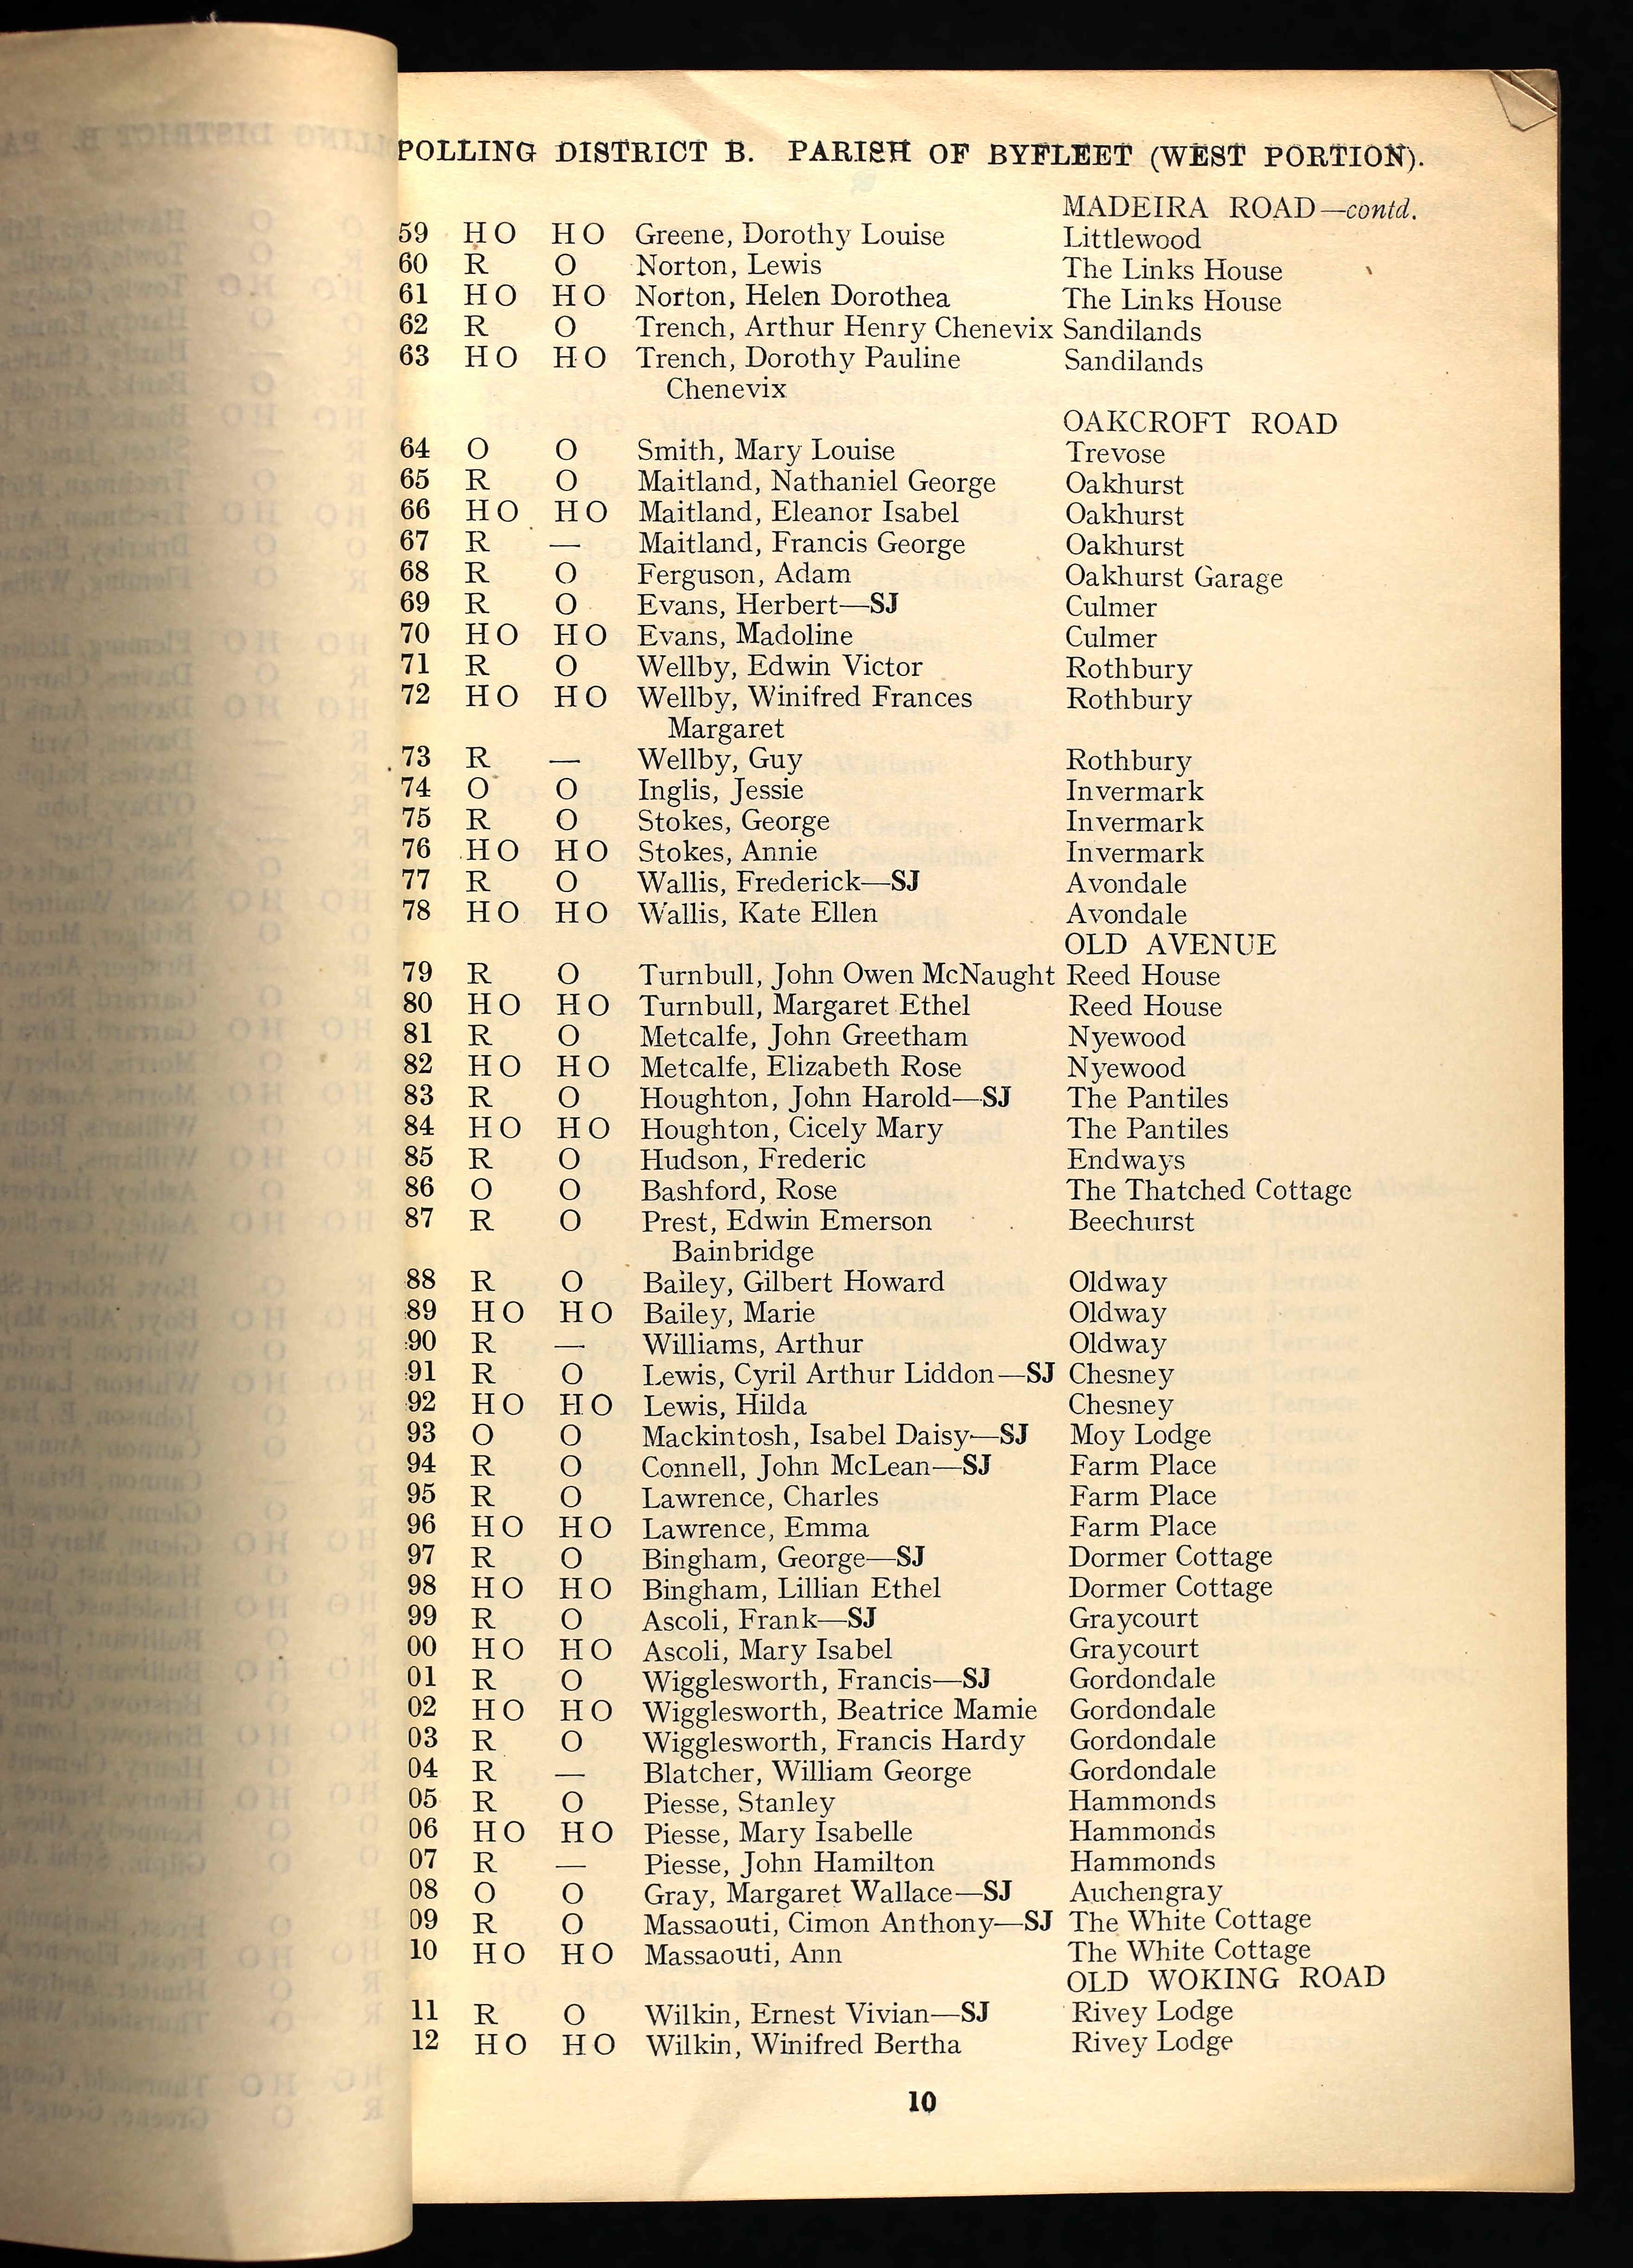 POLLING DISTRICT B. PARISH OF BYFLEET (WEST PORTION).
MADEIRA ROAD—contd.
59 HO HO Greene, Dorothy Louise Littlewood
60 R O Norton, Lewis The Links House
61 HO HO Norton, Helen Dorothea The Links House
62 R O Trench, Arthur Henry Chenevix Sandilands
63 HO HO Trench, Dorothy Pauline Sandilands
Chenevix
OAKCROFT ROAD
64 O O Smith, Mary Louise Trevose
65 R O Maitland, Nathaniel George Oakhurst
66 HO HO Maitland, Eleanor Isabel Oakhurst
67 R — Maitland, Francis George Oakhurst
68 R O Ferguson, Adam Oakhurst Garage
69 R O Evans, Herbert—SJ Culmer
70 HO HO Evans, Madoline Culmer
71 R O Wellby, Edwin Victor Rothbury
72 HO HO Wellby, Winifred Frances Rothbury
Margaret
73 R — Wellby, Guy Rothbury
74 O O Inglis, Jessie Invermark
75 R O Stokes, George Invermark
76 HO HO Stokes, Annie Invermark
77 R O Wallis, Frederick—SJ Avondale
78 HO HO Wallis, Kate Ellen Avondale
OLD AVENUE
79 R O Turnbull, John Owen McNaught Reed House
80 HO HO Turnbull, Margaret Ethel Reed House
81 R O Metcalfe, John Greetham Nyewood
82 HO HO Metcalfe, Elizabeth Rose Nyewood
83 R O Houghton, John Harold—SJ The Pantiles
84 HO HO Houghton, Cicely Mary The Pantiles
85 R O Hudson, Frederic Endways
86 O O Bashford, Rose The Thatched Cottage
87 R O Prest, Edwin Emerson Beechurst
Bainbridge
88 R O Bailey, Gilbert Howard Oldway
89 HO HO Bailey, Marie Oldway
90 R — Williams, Arthur Oldway
91 R O Lewis, Cyril Arthur Liddon—SJ Chesney
92 HO HO Lewis, Hilda Chesney
93 O O Mackintosh, Isabel Daisy—SJ Moy Lodge
94 R O Connell, John McLean—SJ Farm Place
95 R O Lawrence, Charles Farm Place
96 HO HO Lawrence, Emma Farm Place
97 R O Bingham, George—SJ Dormer Cottage
98 HO HO Bingham, Lillian Ethel Dormer Cottage
99 R O Ascoli, Frank—SJ Graycourt
00 HO HO Ascoli, Mary Isabel Graycourt
01 R O Wigglesworth, Francis—SJ Gordondale
02 HO HO Wigglesworth, Beatrice Mamie Gordondale
03 R O Wigglesworth, Francis Hardy Gordondale
04 R — Blatcher, William George Gordondale
05 R O Piesse, Stanley Hammonds
06 HO HO Piesse, Mary Isabelle Hammonds
07 R — Piesse, John Hamilton Hammonds
08 O O Gray, Margaret Wallace—SJ Auchengray
09 R O Massaouti, Cimon Anthony—SJ The White Cottage
10 HO HO Massaouti, Ann The White Cottage
OLD WOKING ROAD
11 R O Wilkin, Ernest Vivian—SJ Rivey Lodge
12 HO HO Wilkin, Winifred Bertha Rivey Lodge
10